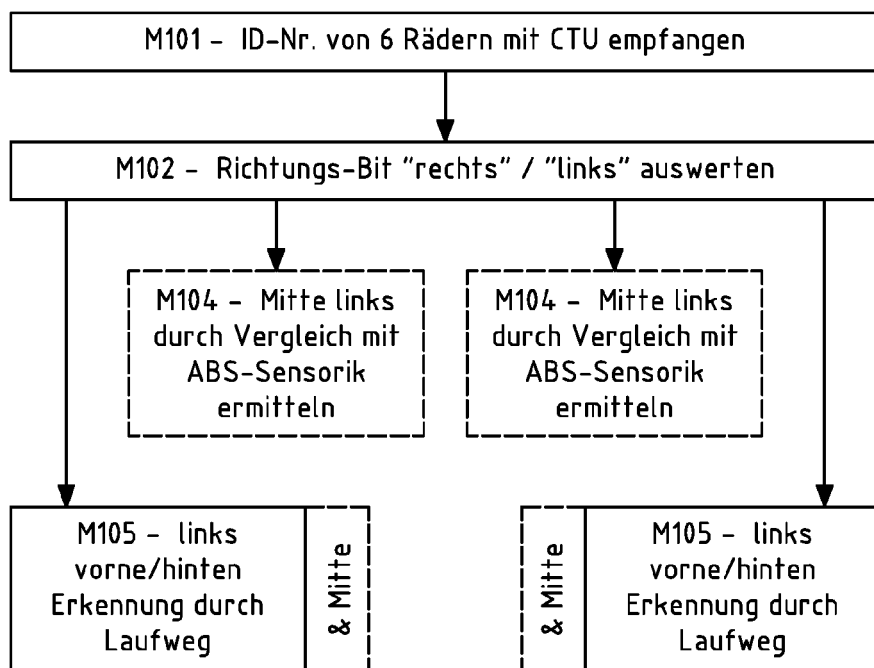 M101 - ID-Nr. von 6 Rädern mit CTU empfangen
M102 - Richtungs-Bit "rechts" / "links" auswerten
M104 - Mitte links
durch Vergleich mit
ABS-Sensorik
ermitteln
M104 - Mitte links
durch Vergleich mit
ABS-Sensorik
ermitteln
M105 - links
vorne/hinten
Erkennung durch
Laufweg
& Mitte
& Mitte
M105 - links
vorne/hinten
Erkennung durch
Laufweg